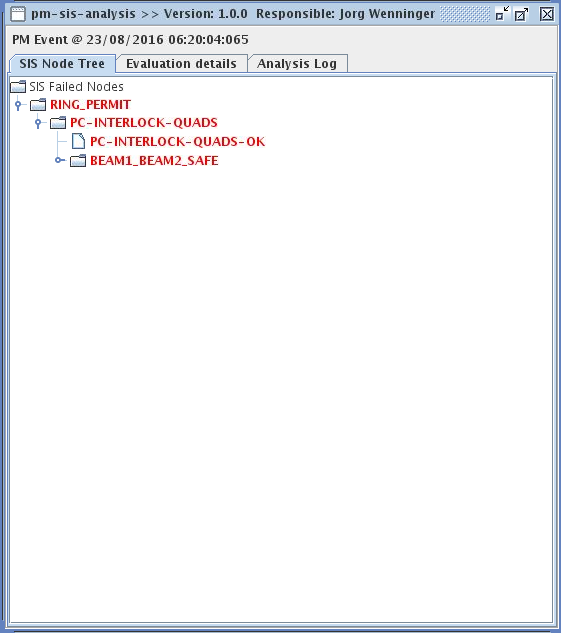 pm-sis-analysis >> Version: 1.0.0 Responsible: Jorg Wenninger
PM Event @ 23/08/2016 06:20:04:065
SIS Node Tree Evaluation details Analysis Log
SIS Failed Nodes
RING_PERMIT
PC-INTERLOCK-QUADS
PC-INTERLOCK-QUADS-OK
BEAM1_BEAM2_SAFE